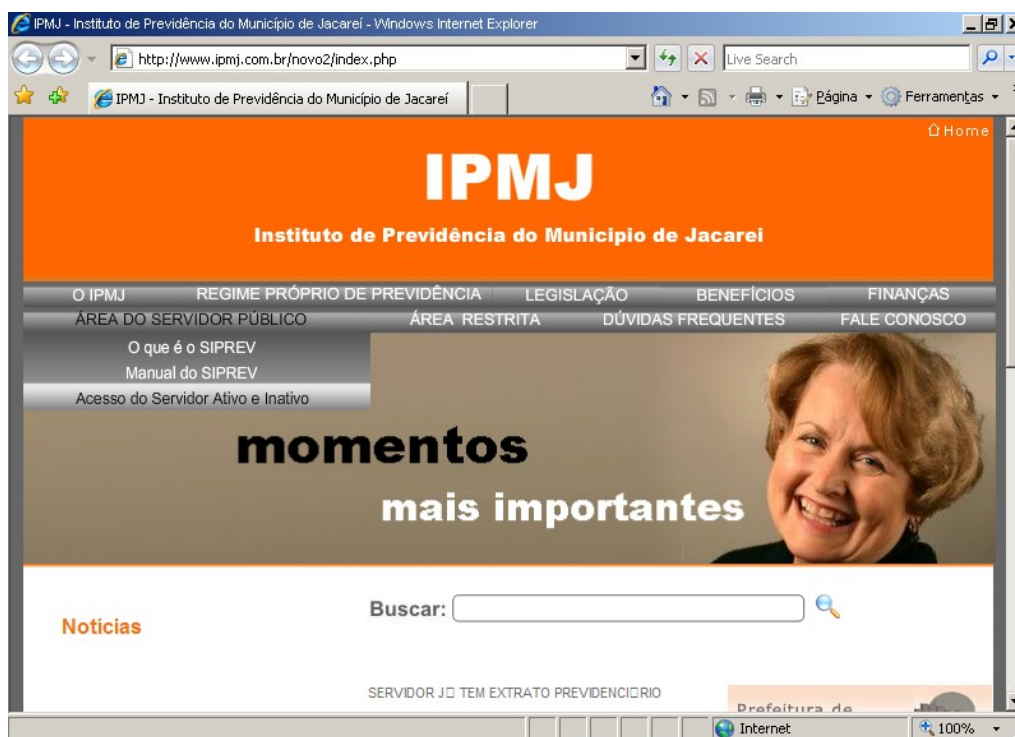 IPMJ - Instituto de Previdência do Município de Jacareí - Windows Internet Explorer
http://www.ipmj.com.br/novo2/index.php
Live Search
IPMJ - Instituto de Previdência do Município de Jacareí
Página
Ferramentas
Home
IPMJ
Instituto de Previdência do Municipio de Jacarei
O IPMJ REGIME PRÓPRIO DE PREVIDÊNCIA LEGISLAÇÃO BENEFÍCIOS FINANÇAS
ÁREA DO SERVIDOR PÚBLICO ÁREA RESTRITA DÚVIDAS FREQUENTES FALE CONOSCO
O que é o SIPREV
Manual do SIPREV
Acesso do Servidor Ativo e Inativo
momentos
mais importantes
Buscar:
Notícias
SERVIDOR J□ TEM EXTRATO PREVIDENCI□RIO
Prefeitura de
Internet
100%